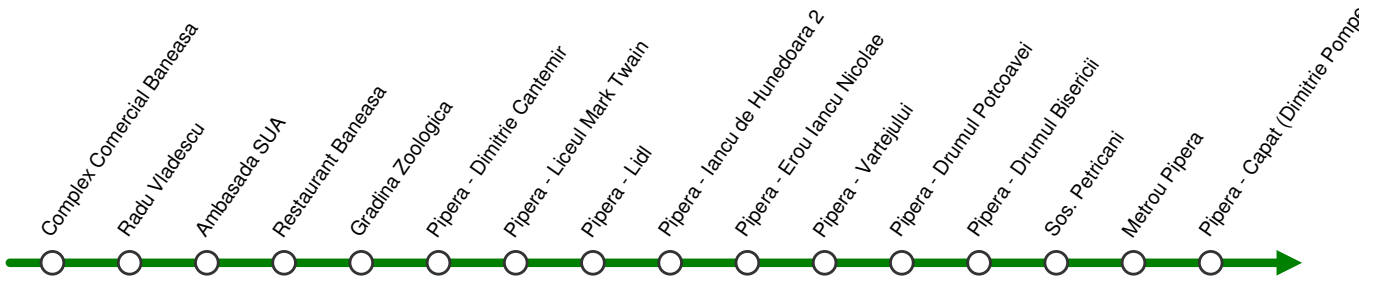 Complex Comercial Baneasa
Radu Vladescu
Ambasada SUA
Restaurant Baneasa
Gradina Zoologica
Pipera - Dimitrie Cantemir
Pipera - Liceul Mark Twain
Pipera - Lidl
Pipera - Iancu de Hunedoara 2
Pipera - Erou Iancu Nicolae
Pipera - Vartejului
Pipera - Drumul Potcoavei
Pipera - Drumul Bisericii
Sos. Petricani
Metrou Pipera
Pipera - Capat (Dimitrie